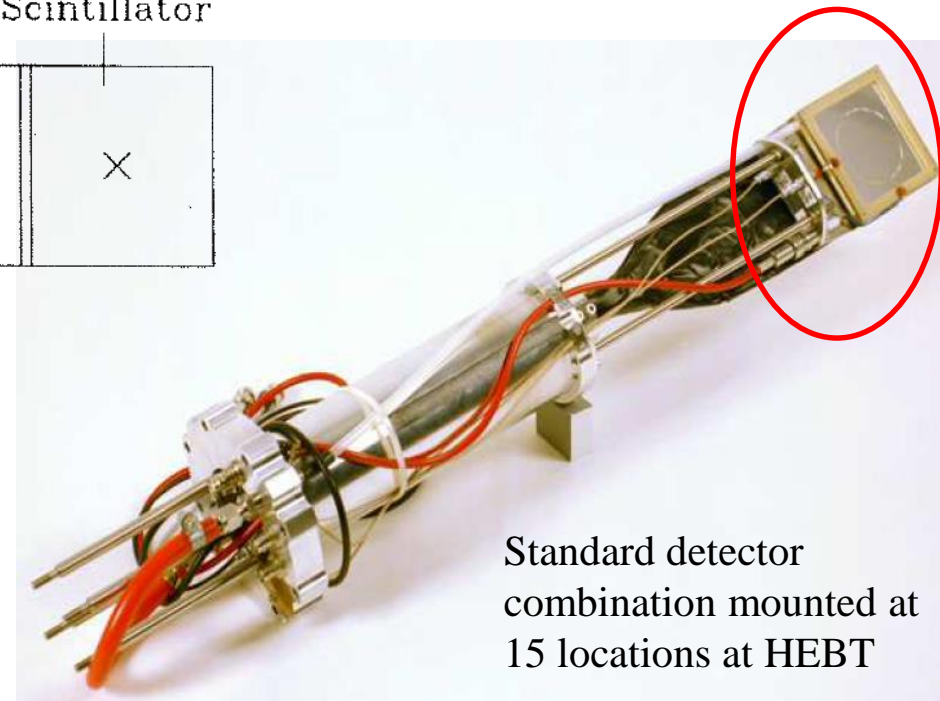 Scintillator
Standard detector
combination mounted at
15 locations at HEBT